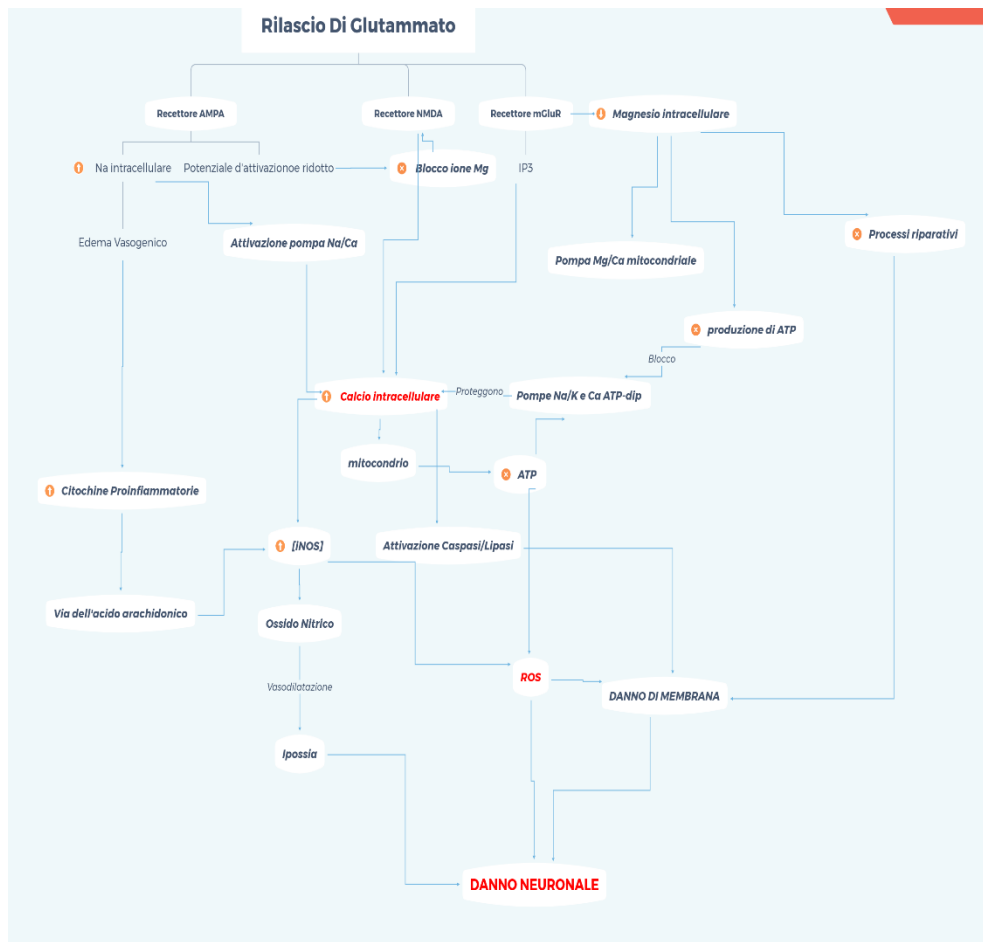 Rilascio Di Glutammato
Recettore AMPA
Recettore NMDA
Recettore mGluR
Magnesio intracellulare
Na intracellulare
Potenziale d'attivazionoe ridotto
Blocco ione Mg
IP3
Edema Vasogenico
Attivazione pompa Na/Ca
Processi riparativi
Pompa Mg/Ca mitocondriale
produzione di ATP
Blocco
Calcio intracellulare
Proteggono
Pompe Na/K e Ca ATP-dip
mitocondrio
ATP
Citochine Proinfiammatorie
[iNOS]
Attivazione Caspasi/Lipasi
Via dell'acido arachidonico
Ossido Nitrico
Vasodilatazione
ROS
DANNO DI MEMBRANA
Ipossia
DANNO NEURONALE